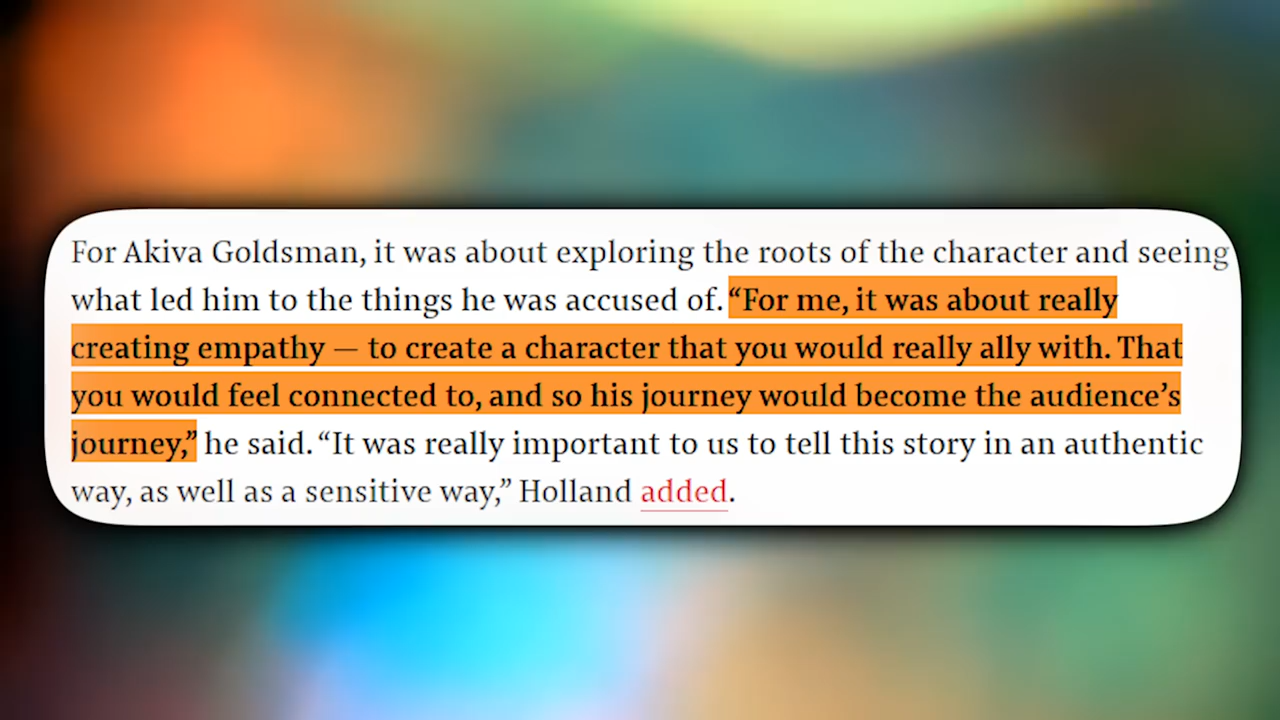 For Akiva Goldsman, it was about exploring the roots of the character and seeing
what led him to the things he was accused of. “For me, it was about really
creating empathy — to create a character that you would really ally with. That
you would feel connected to, and so his journey would become the audience’s
journey,” he said. “It was really important to us to tell this story in an authentic
way, as well as a sensitive way,” Holland added.